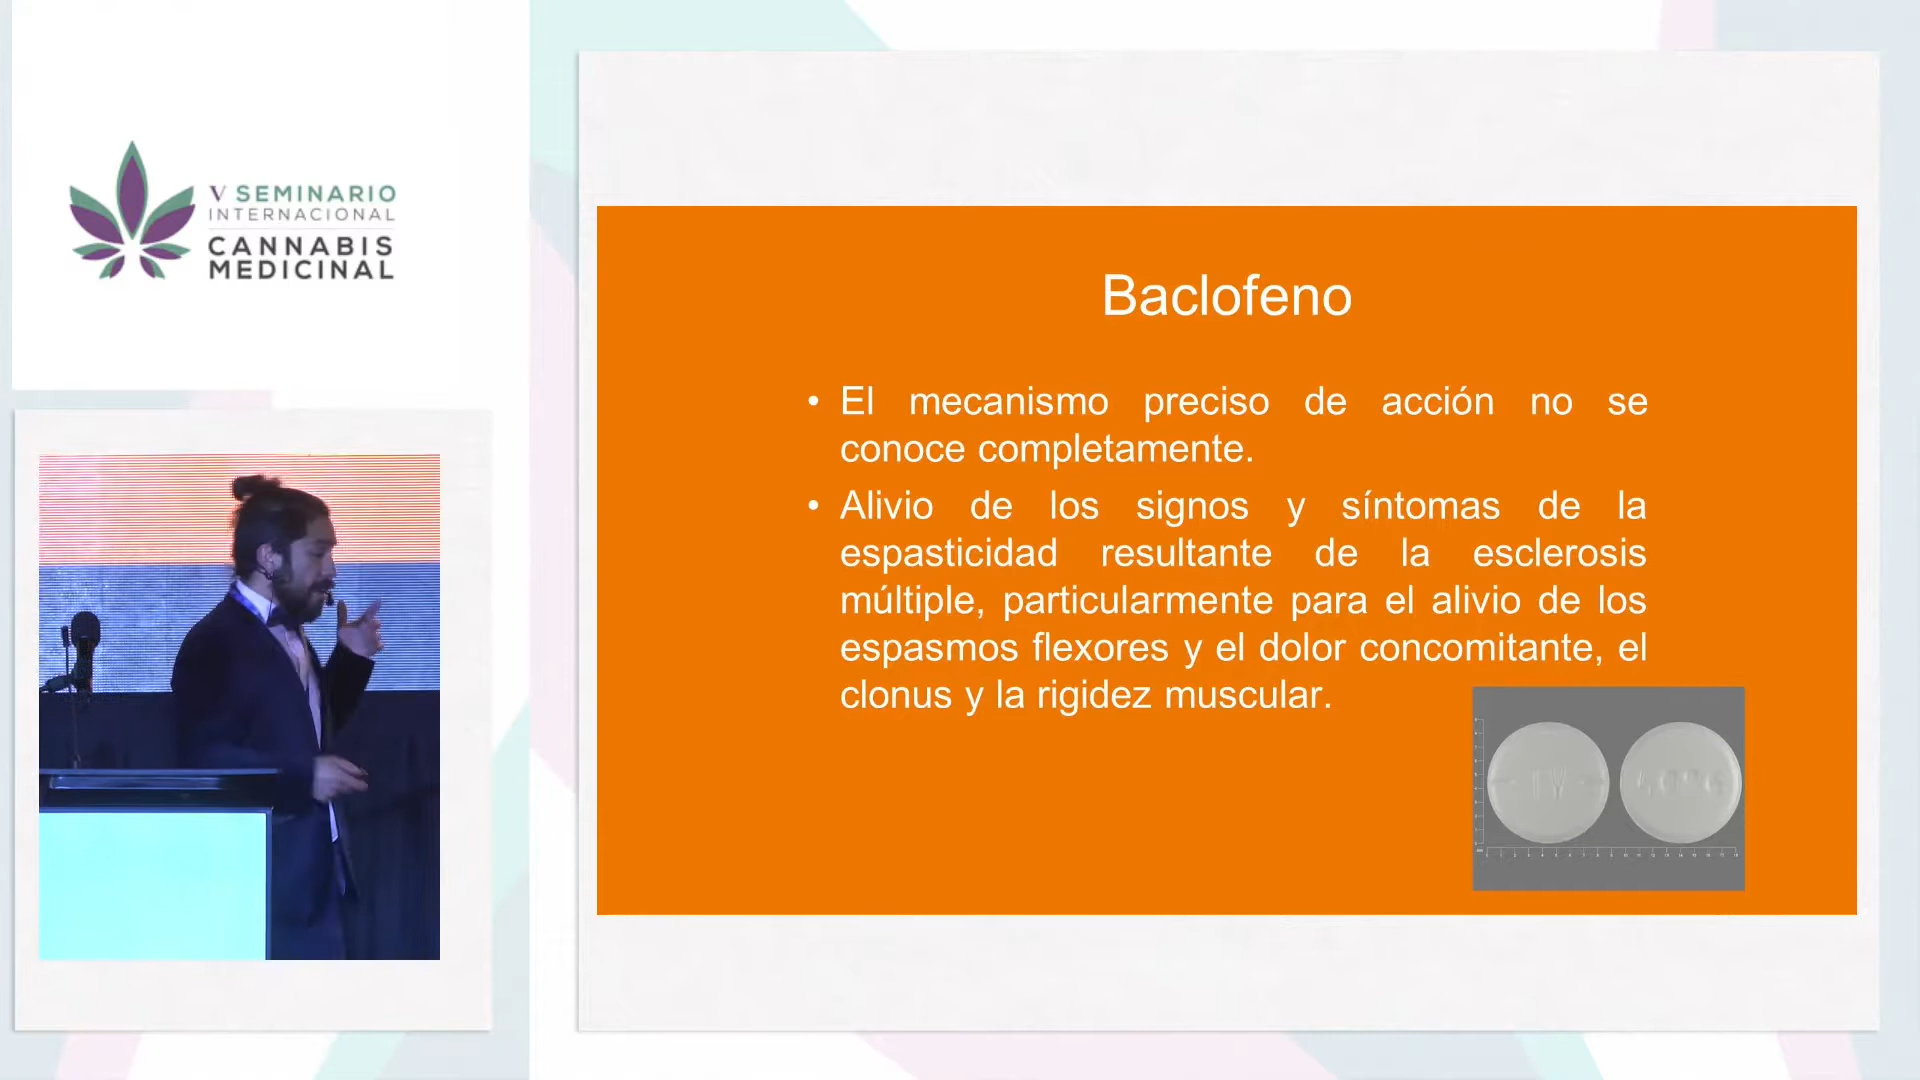 V SEMINARIO
INTERNACIONAL
CANNABIS
MEDICINAL
Baclofeno
• El mecanismo preciso de acción no se
conoce completamente.
• Alivio de los signos y síntomas de la
espasticidad resultante de la esclerosis
múltiple, particularmente para el alivio de los
espasmos flexores y el dolor concomitante, el
clonus y la rigidez muscular.